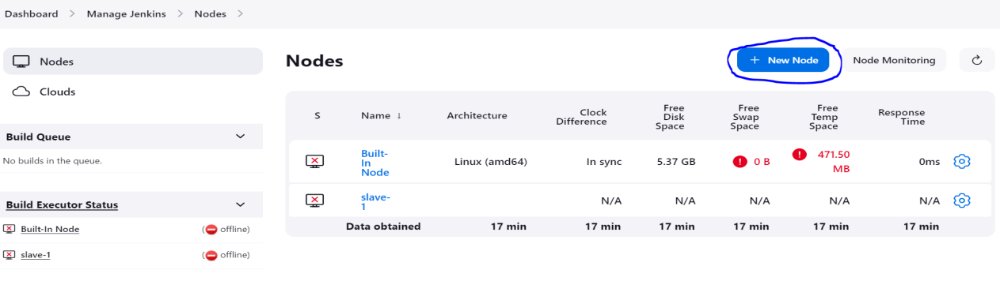 Dashboard > Manage Jenkins > Nodes >
Nodes
Clouds
Build Queue
No builds in the queue.
Build Executor Status
Built-In Node (offline)
slave-1 (offline)
Nodes
+ New Node
Node Monitoring
S Name ↓ Architecture Clock Difference Free Disk Space Free Swap Space Free Temp Space Response Time
Built-In Node Linux (amd64) In sync 5.37 GB ! 0 B ! 471.50 MB 0ms
slave-1 N/A N/A N/A N/A N/A
Data obtained 17 min 17 min 17 min 17 min 17 min 17 min